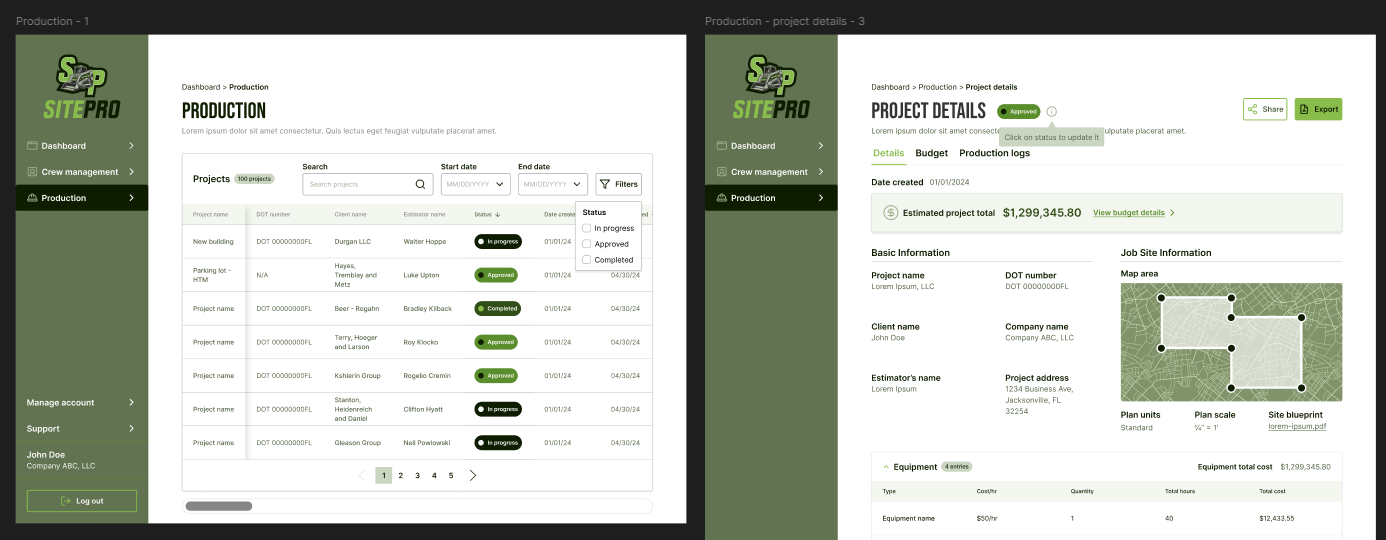 Production - 1
SP
SITEPRO
Dashboard
Crew management
Production
Manage account
Support
John Doe
Company ABC, LLC
Log out
Dashboard > Production
PRODUCTION
Lorem ipsum dolor sit amet consectetur. Quis lectus eget feugiat vulputate placerat amet.
Projects 100 projects
Search
Search projects
Start date
MM/DD/YYYY
End date
MM/DD/YYYY
Filters
Status
In progress
Approved
Completed
Project name DOT number Client name Estimator name Status Date create
New building DOT 00000000FL Durgan LLC Walter Hoppe In progress 01/01/24
Parking lot - HTM N/A Hayes, Tremblay and Metz Luke Upton Approved 01/01/24 04/30/24
Project name DOT 00000000FL Beer - Rogahn Bradley Kilback Completed 01/01/24 04/30/24
Project name DOT 00000000FL Terry, Hoeger and Larson Roy Klocko Approved 01/01/24 04/30/24
Project name DOT 00000000FL Kshlerin Group Rogelio Cremin Approved 01/01/24 04/30/24
Project name DOT 00000000FL Stanton, Heidenreich and Daniel Clifton Hyatt In progress 01/01/24 04/30/24
Project name DOT 00000000FL Gleason Group Neil Powlowski In progress 01/01/24 04/30/24
1 2 3 4 5
Production - project details - 3
SP
SITEPRO
Dashboard
Crew management
Production
Dashboard > Production > Project details
PROJECT DETAILS Approved
Share
Export
Lorem ipsum dolor sit amet consec
vulputate placerat amet.
Click on status to update it
Details Budget Production logs
Date created 01/01/2024
Estimated project total $1,299,345.80 View budget details
Basic Information
Project name
Lorem Ipsum, LLC
DOT number
DOT 00000000FL
Client name
John Doe
Company name
Company ABC, LLC
Estimator's name
Lorem Ipsum
Project address
1234 Business Ave,
Jacksonville, FL
32254
Job Site Information
Map area
Plan units
Standard
Plan scale
¼" = 1'
Site blueprint
lorem-ipsum.pdf
Equipment 4 entries
Equipment total cost $1,299,345.80
Type Cost/hr Quantity Total hours Total cost
Equipment name $50/hr 1 40 $12,433.55